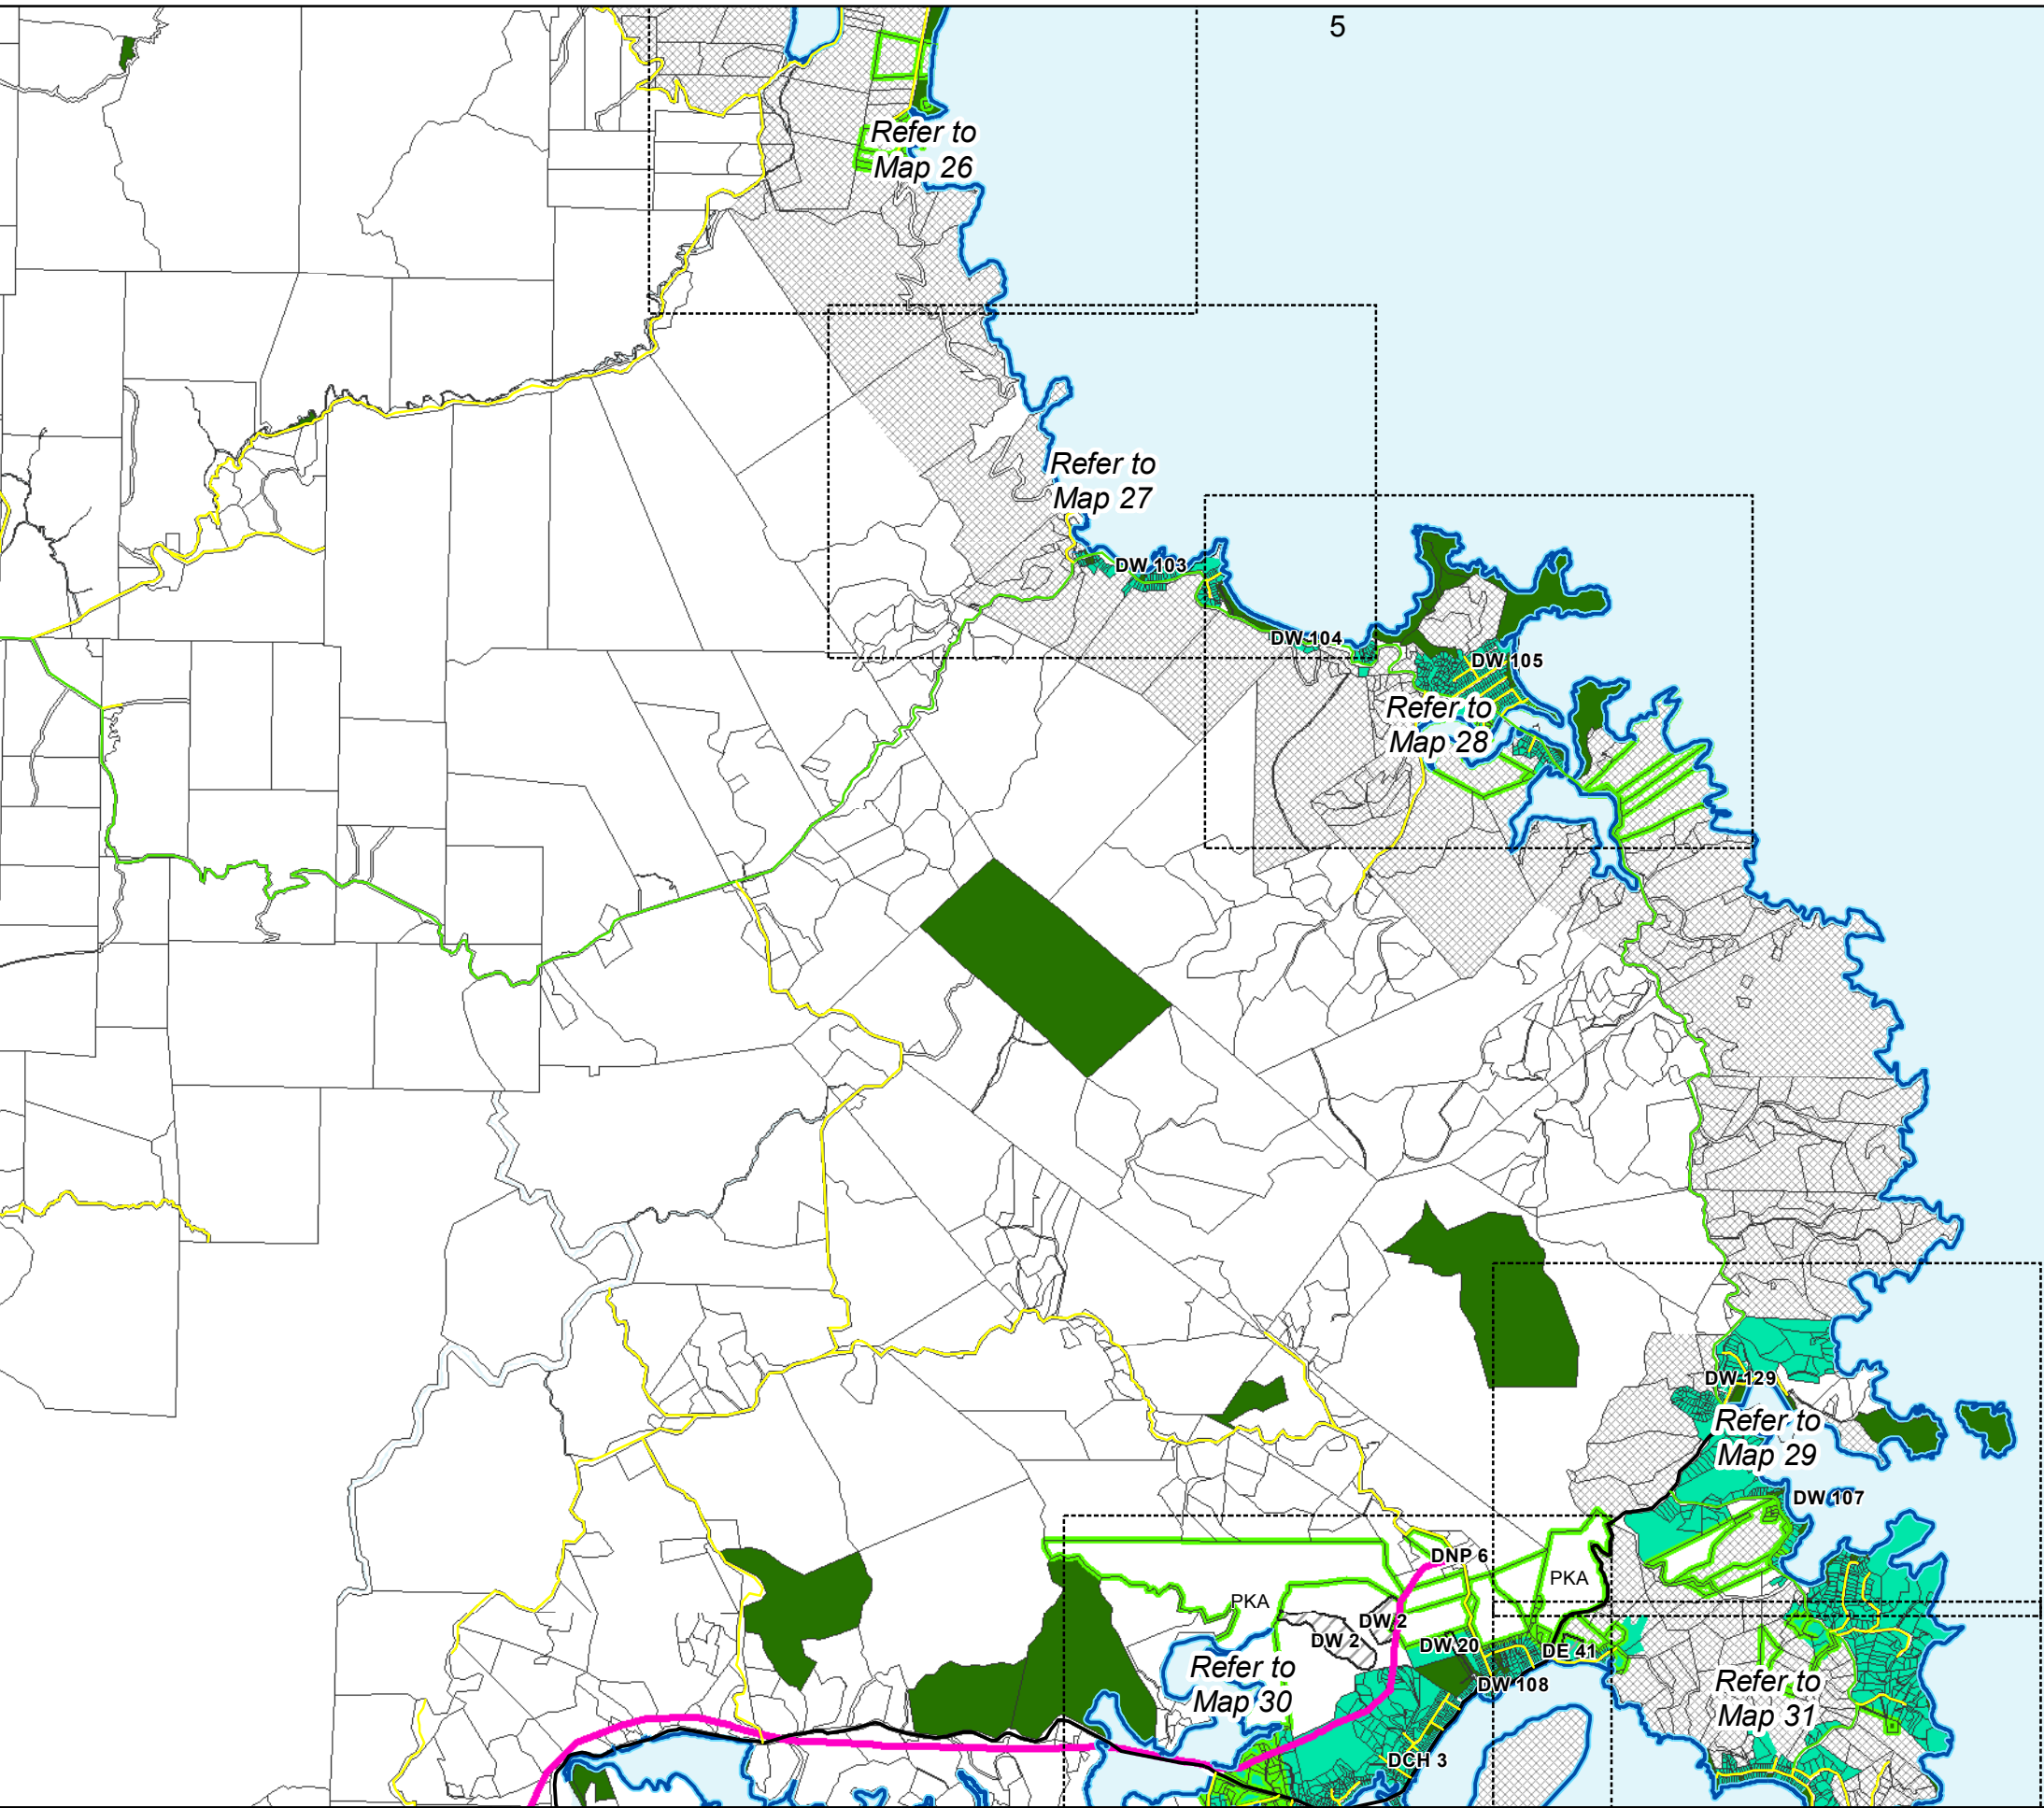 5
Refer to
Map 26
Refer to
Map 27
DW 103
DW 104
DW 105
Refer to
Map 28
DW 129
Refer to
Map 29
DW 107
DNP 6
PKA
PKA
DW 2
DW 2
DW 20
DE 41
Refer to
Map 30
DW 108
Refer to
Map 31
DCH 3